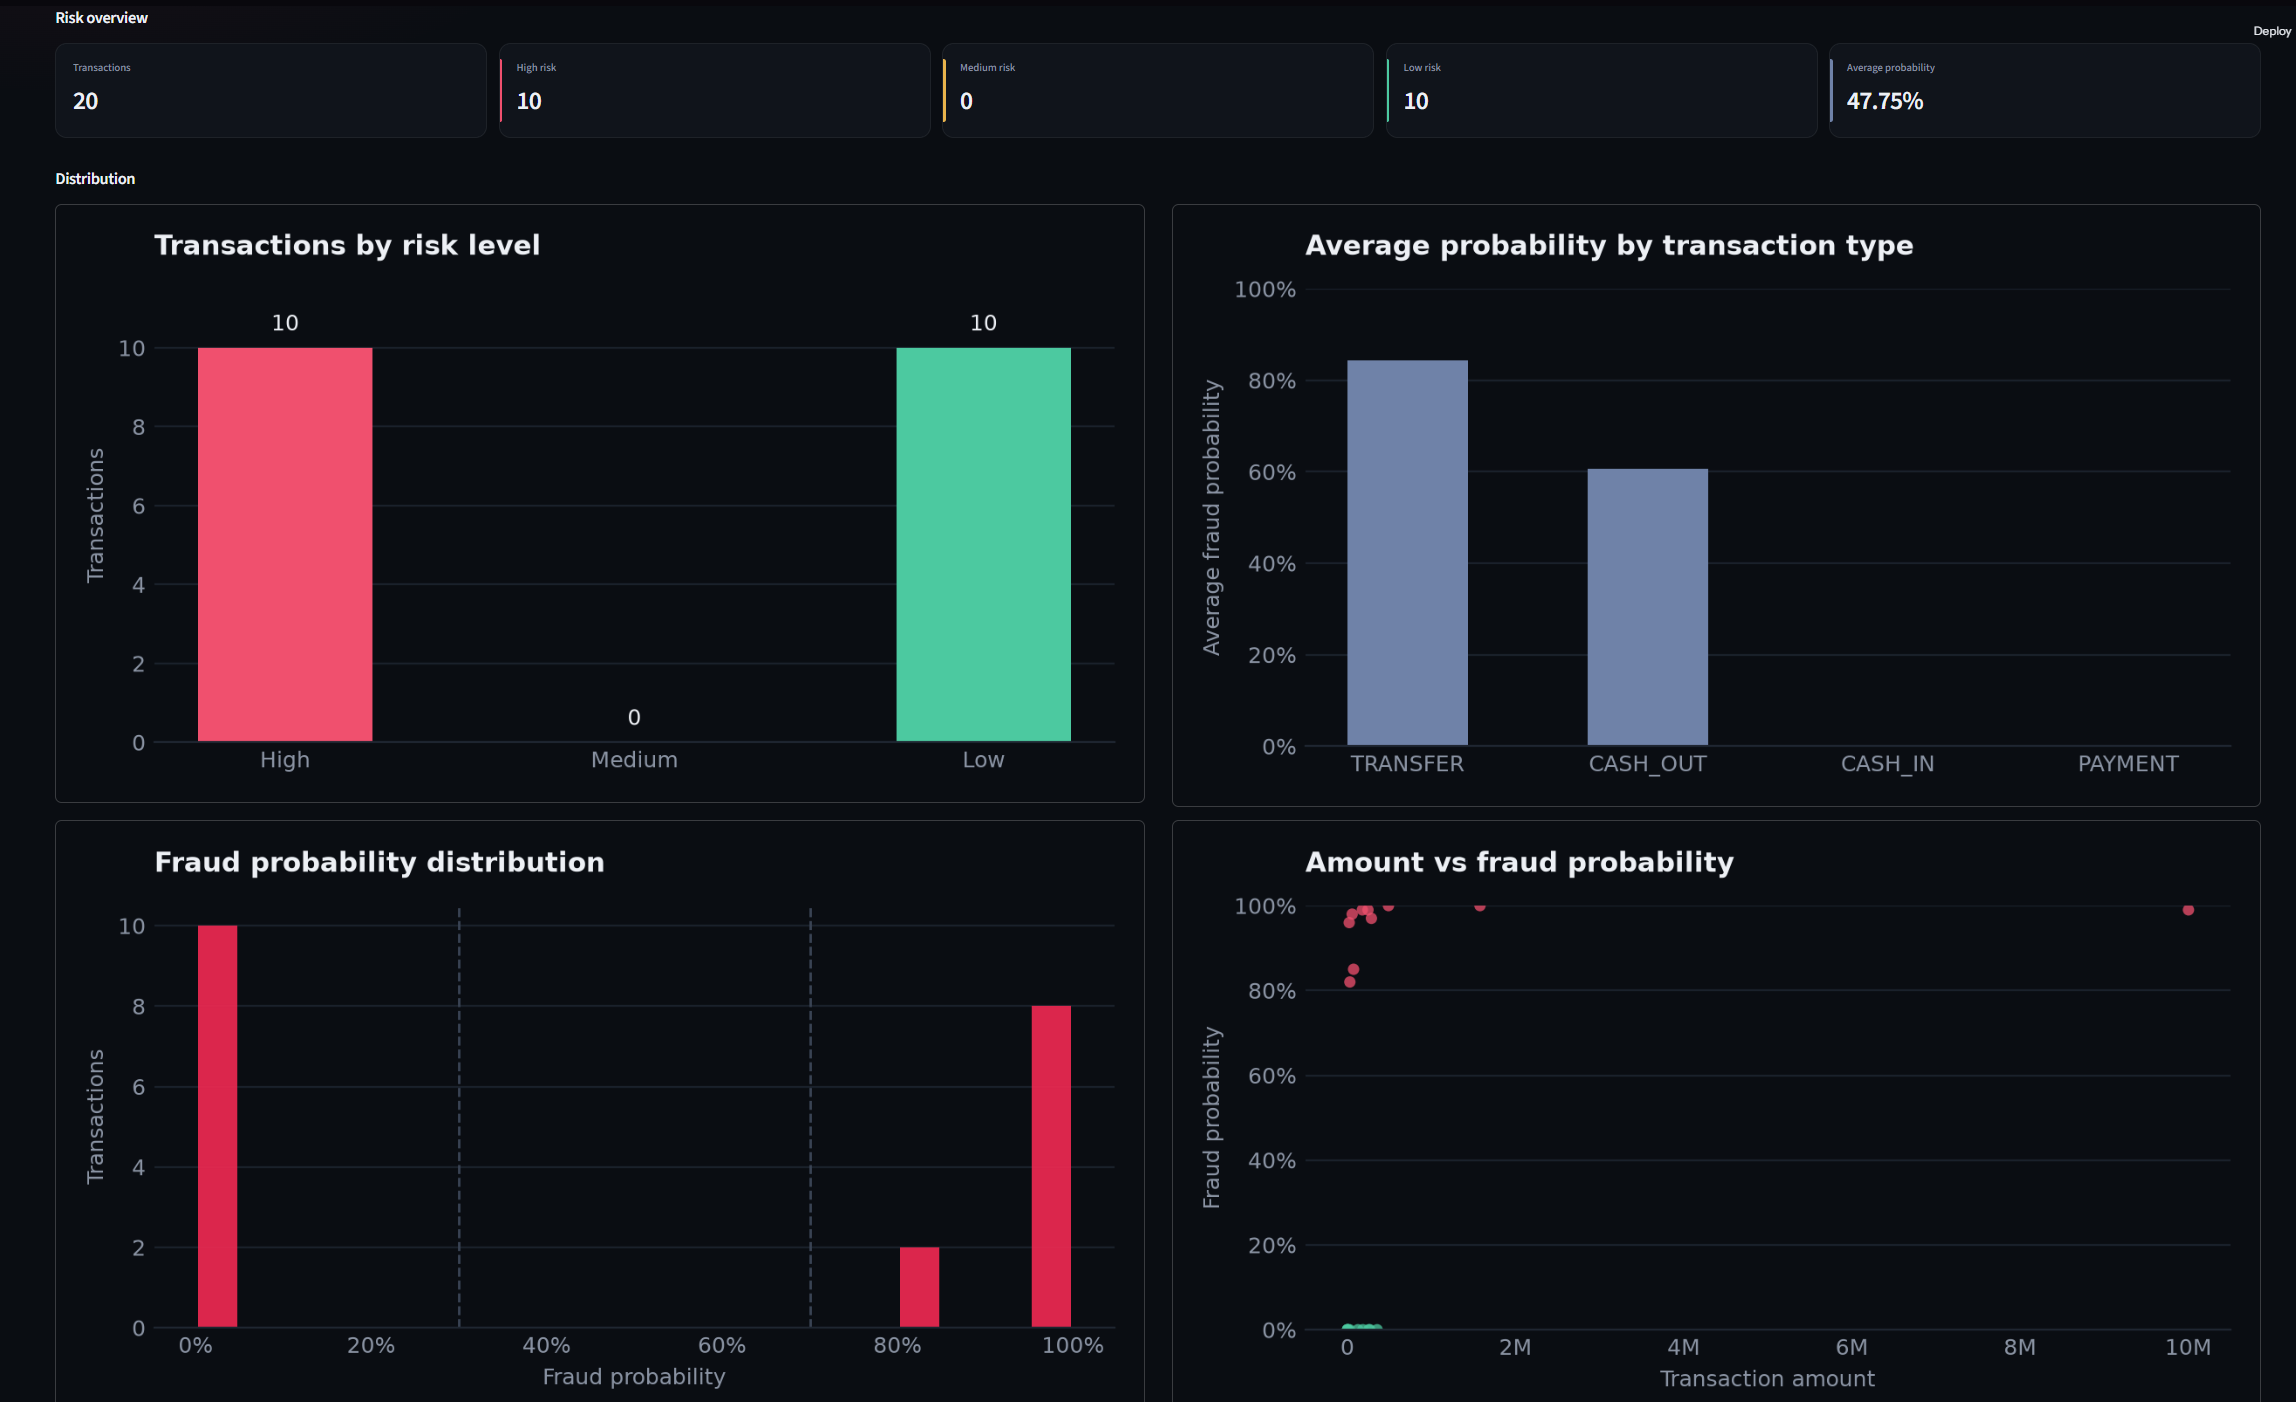 Risk overview
Deploy
Transactions
20
High risk
10
Medium risk
0
Low risk
10
Average probability
47.75%
Distribution
Transactions by risk level
10
10
0
10
8
6
4
2
0
Transactions
High
Medium
Low
Average probability by transaction type
100%
80%
60%
40%
20%
0%
Average fraud probability
TRANSFER
CASH_OUT
CASH_IN
PAYMENT
Fraud probability distribution
10
8
6
4
2
0
Transactions
0%
20%
40%
60%
80%
100%
Fraud probability
Amount vs fraud probability
100%
80%
60%
40%
20%
0%
Fraud probability
0
2M
4M
6M
8M
10M
Transaction amount